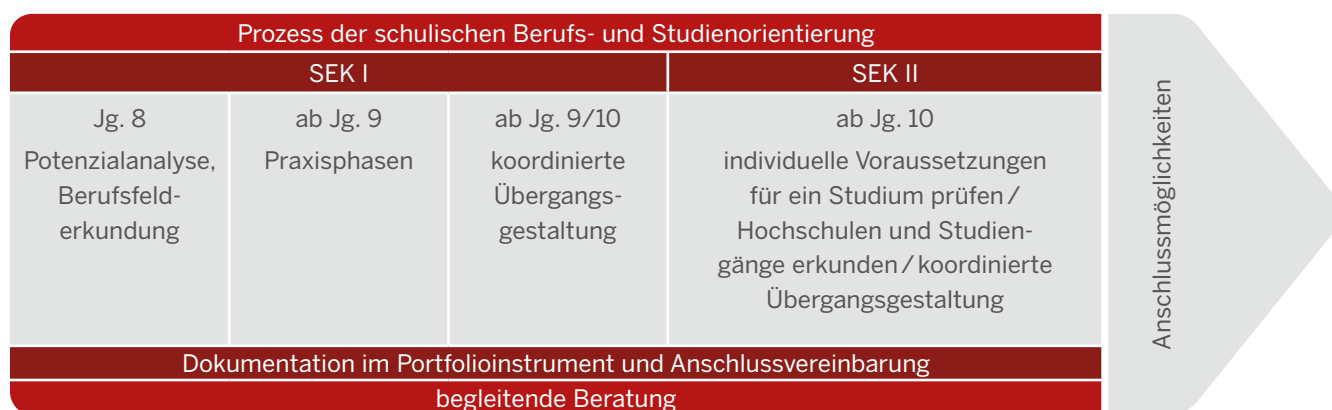 Prozess der schulischen Berufs- und Studienorientierung
SEK I
SEK II
Jg. 8
Potenzialanalyse,
Berufsfeld-
erkundung
ab Jg. 9
Praxisphasen
ab Jg. 9/10
koordinierte
Übergangs-
gestaltung
ab Jg. 10
individuelle Voraussetzungen
für ein Studium prüfen /
Hochschulen und Studien-
gänge erkunden / koordinierte
Übergangsgestaltung
Dokumentation im Portfolioinstrument und Anschlussvereinbarung
begleitende Beratung
Anschlussmöglichkeiten